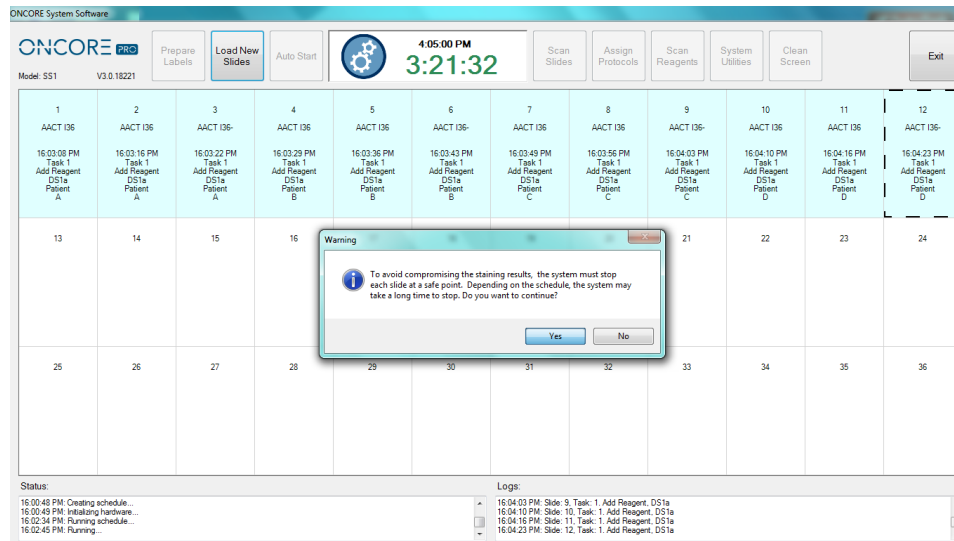 ONCORE System Software
ONCORE PRO
Model: SS1 V3.0.18221
Prepare Labels
Load New Slides
Auto Start
4:05:00 PM
3:21:32
Scan Slides
Assign Protocols
Scan Reagents
System Utilities
Clean Screen
Exit
1 2 3 4 5 6 7 8 9 10 11 12
AACT I36 AACT I36 AACT I36- AACT I36 AACT I36 AACT I36- AACT I36 AACT I36 AACT I36- AACT I36 AACT I36 AACT I36-
16:03:08 PM 16:03:16 PM 16:03:22 PM 16:03:29 PM 16:03:36 PM 16:03:43 PM 16:03:49 PM 16:03:56 PM 16:04:03 PM 16:04:10 PM 16:04:16 PM 16:04:23 PM
Task 1 Task 1 Task 1 Task 1 Task 1 Task 1 Task 1 Task 1 Task 1 Task 1 Task 1 Task 1
Add Reagent Add Reagent Add Reagent Add Reagent Add Reagent Add Reagent Add Reagent Add Reagent Add Reagent Add Reagent Add Reagent Add Reagent
DS1a DS1a DS1a DS1a DS1a DS1a DS1a DS1a DS1a DS1a DS1a DS1a
Patient Patient Patient Patient Patient Patient Patient Patient Patient Patient Patient Patient
A A A B B B C C C D D D
13 14 15 16 21 22 23 24
Warning
To avoid compromising the staining results, the system must stop
each slide at a safe point. Depending on the schedule, the system may
take a long time to stop. Do you want to continue?
Yes No
25 26 27 28 29 30 31 32 33 34 35 36
Status:
16:00:48 PM: Creating schedule...
16:00:49 PM: Initializing hardware...
16:02:34 PM: Running schedule...
16:02:45 PM: Running...
Logs:
16:04:03 PM: Slide: 9, Task: 1. Add Reagent, DS1a
16:04:10 PM: Slide: 10, Task: 1. Add Reagent, DS1a
16:04:16 PM: Slide: 11, Task: 1. Add Reagent, DS1a
16:04:23 PM: Slide: 12, Task: 1. Add Reagent, DS1a